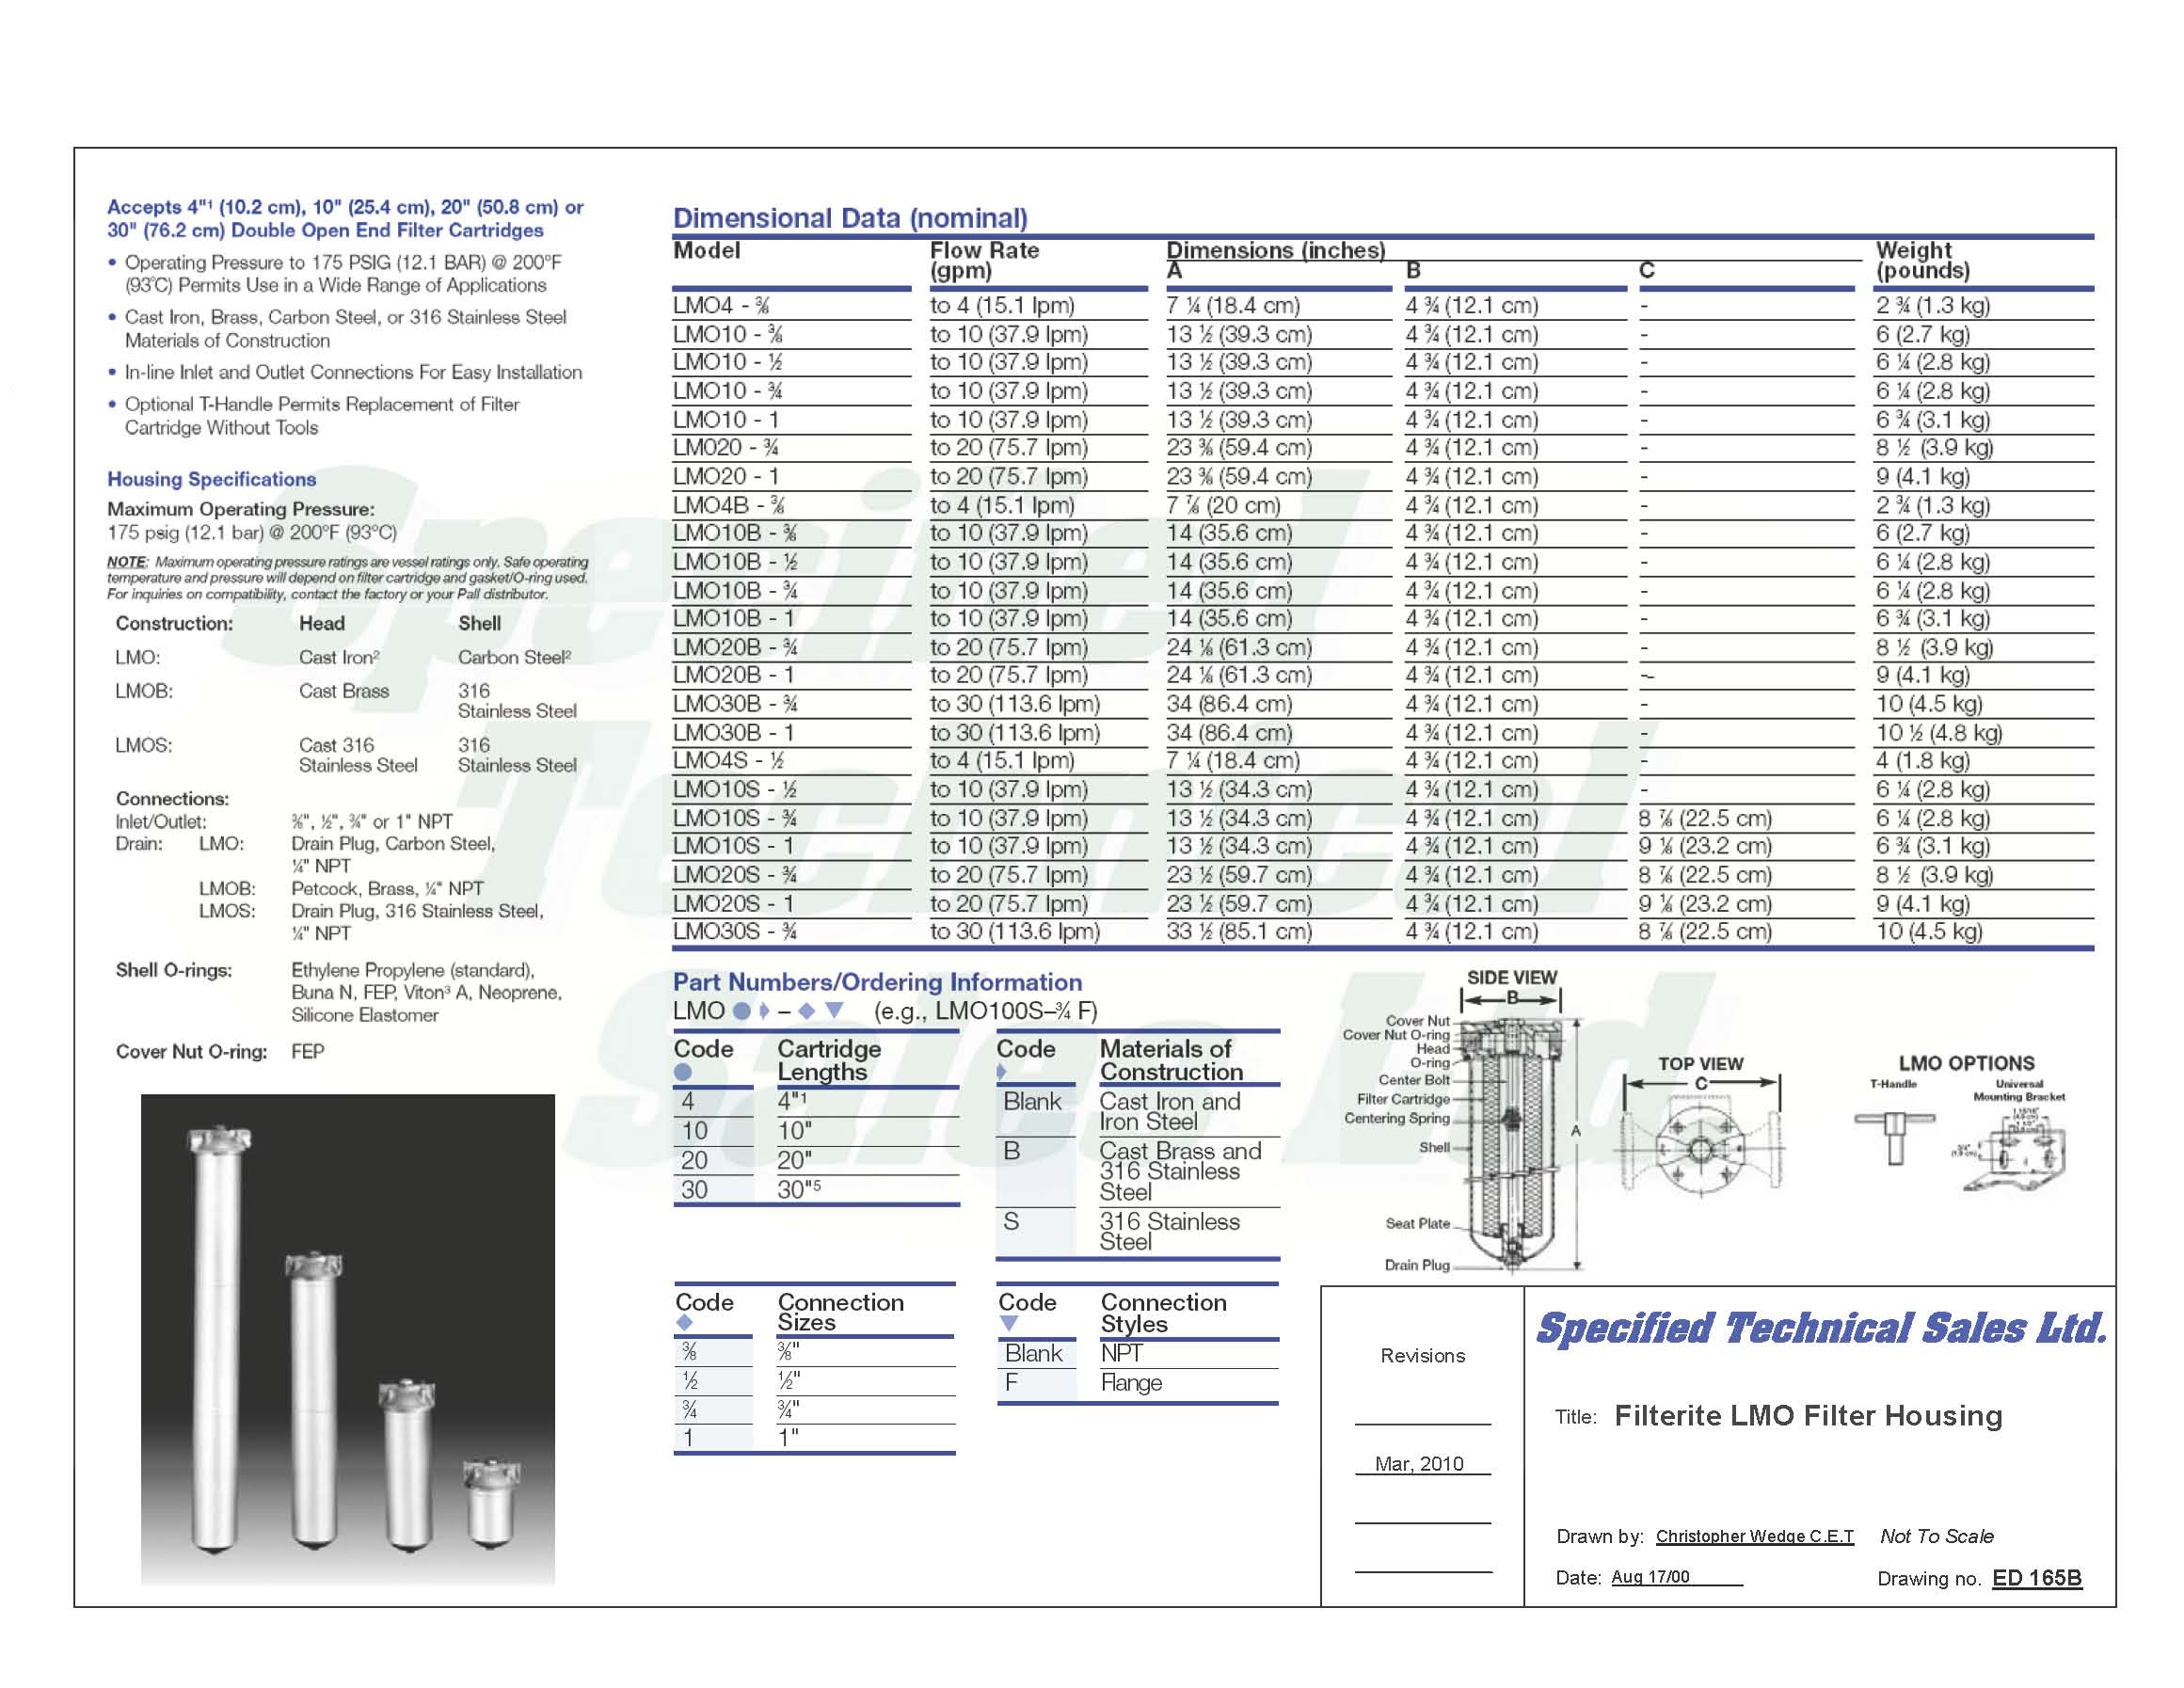 Accepts 4"¹ (10.2 cm), 10" (25.4 cm), 20" (50.8 cm) or
30" (76.2 cm) Double Open End Filter Cartridges
• Operating Pressure to 175 PSIG (12.1 BAR) @ 200°F
(93°C) Permits Use in a Wide Range of Applications
• Cast Iron, Brass, Carbon Steel, or 316 Stainless Steel
Materials of Construction
• In-line Inlet and Outlet Connections For Easy Installation
• Optional T-Handle Permits Replacement of Filter
Cartridge Without Tools
Housing Specifications
Maximum Operating Pressure:
175 psig (12.1 bar) @ 200°F (93°C)
NOTE: Maximum operating pressure ratings are vessel ratings only. Safe operating
temperature and pressure will depend on filter cartridge and gasket/O-ring used.
For inquiries on compatibility, contact the factory or your Pall distributor.
Construction: Head Shell
LMO: Cast Iron² Carbon Steel²
LMOB: Cast Brass 316
Stainless Steel
LMOS: Cast 316 316
Stainless Steel Stainless Steel
Connections:
Inlet/Outlet: ⅜", ½", ¾" or 1" NPT
Drain: LMO: Drain Plug, Carbon Steel,
¼" NPT
LMOB: Petcock, Brass, ¼" NPT
LMOS: Drain Plug, 316 Stainless Steel,
¼" NPT
Shell O-rings: Ethylene Propylene (standard),
Buna N, FEP, Viton³ A, Neoprene,
Silicone Elastomer
Cover Nut O-ring: FEP
Dimensional Data (nominal)
Model Flow Rate Dimensions (inches) Weight
(gpm) A B C (pounds)
LMO4 - ⅜ to 4 (15.1 lpm) 7 ¼ (18.4 cm) 4 ¾ (12.1 cm) - 2 ¾ (1.3 kg)
LMO10 - ⅜ to 10 (37.9 lpm) 13 ½ (39.3 cm) 4 ¾ (12.1 cm) - 6 (2.7 kg)
LMO10 - ½ to 10 (37.9 lpm) 13 ½ (39.3 cm) 4 ¾ (12.1 cm) - 6 ¼ (2.8 kg)
LMO10 - ¾ to 10 (37.9 lpm) 13 ½ (39.3 cm) 4 ¾ (12.1 cm) - 6 ¼ (2.8 kg)
LMO10 - 1 to 10 (37.9 lpm) 13 ½ (39.3 cm) 4 ¾ (12.1 cm) - 6 ¾ (3.1 kg)
LMO20 - ¾ to 20 (75.7 lpm) 23 ⅜ (59.4 cm) 4 ¾ (12.1 cm) - 8 ½ (3.9 kg)
LMO20 - 1 to 20 (75.7 lpm) 23 ⅜ (59.4 cm) 4 ¾ (12.1 cm) - 9 (4.1 kg)
LMO4B - ⅜ to 4 (15.1 lpm) 7 ⅞ (20 cm) 4 ¾ (12.1 cm) - 2 ¾ (1.3 kg)
LMO10B - ⅜ to 10 (37.9 lpm) 14 (35.6 cm) 4 ¾ (12.1 cm) - 6 (2.7 kg)
LMO10B - ½ to 10 (37.9 lpm) 14 (35.6 cm) 4 ¾ (12.1 cm) - 6 ¼ (2.8 kg)
LMO10B - ¾ to 10 (37.9 lpm) 14 (35.6 cm) 4 ¾ (12.1 cm) - 6 ¼ (2.8 kg)
LMO10B - 1 to 10 (37.9 lpm) 14 (35.6 cm) 4 ¾ (12.1 cm) - 6 ¾ (3.1 kg)
LMO20B - ¾ to 20 (75.7 lpm) 24 ⅛ (61.3 cm) 4 ¾ (12.1 cm) - 8 ½ (3.9 kg)
LMO20B - 1 to 20 (75.7 lpm) 24 ⅛ (61.3 cm) 4 ¾ (12.1 cm) - 9 (4.1 kg)
LMO30B - ¾ to 30 (113.6 lpm) 34 (86.4 cm) 4 ¾ (12.1 cm) - 10 (4.5 kg)
LMO30B - 1 to 30 (113.6 lpm) 34 (86.4 cm) 4 ¾ (12.1 cm) - 10 ½ (4.8 kg)
LMO4S - ½ to 4 (15.1 lpm) 7 ¼ (18.4 cm) 4 ¾ (12.1 cm) - 4 (1.8 kg)
LMO10S - ½ to 10 (37.9 lpm) 13 ½ (34.3 cm) 4 ¾ (12.1 cm) - 6 ¼ (2.8 kg)
LMO10S - ¾ to 10 (37.9 lpm) 13 ½ (34.3 cm) 4 ¾ (12.1 cm) 8 ⅞ (22.5 cm) 6 ¼ (2.8 kg)
LMO10S - 1 to 10 (37.9 lpm) 13 ½ (34.3 cm) 4 ¾ (12.1 cm) 9 ⅛ (23.2 cm) 6 ¾ (3.1 kg)
LMO20S - ¾ to 20 (75.7 lpm) 23 ½ (59.7 cm) 4 ¾ (12.1 cm) 8 ⅞ (22.5 cm) 8 ½ (3.9 kg)
LMO20S - 1 to 20 (75.7 lpm) 23 ½ (59.7 cm) 4 ¾ (12.1 cm) 9 ⅛ (23.2 cm) 9 (4.1 kg)
LMO30S - ¾ to 30 (113.6 lpm) 33 ½ (85.1 cm) 4 ¾ (12.1 cm) 8 ⅞ (22.5 cm) 10 (4.5 kg)
Part Numbers/Ordering Information
LMO – (e.g., LMO100S–¾ F)
Code Cartridge
Lengths
4 4"¹
10 10"
20 20"
30 30"⁵
Code Materials of
Construction
Blank Cast Iron and
Iron Steel
B Cast Brass and
316 Stainless
Steel
S 316 Stainless
Steel
Code Connection
Sizes
⅜ ⅜"
½ ½"
¾ ¾"
1 1"
Code Connection
Styles
Blank NPT
F Flange
SIDE VIEW
B
Cover Nut
Cover Nut O-ring
Head
O-ring
Center Bolt
Filter Cartridge
Centering Spring
Shell
Seat Plate
Drain Plug
A
TOP VIEW
C
LMO OPTIONS
T-Handle
Universal
Mounting Bracket
Revisions
Mar, 2010
Specified Technical Sales Ltd.
Title: Filterite LMO Filter Housing
Drawn by: Christopher Wedge C.E.T Not To Scale
Date: Aug 17/00
Drawing no. ED 165B
Specified
Technical
Sales Ltd